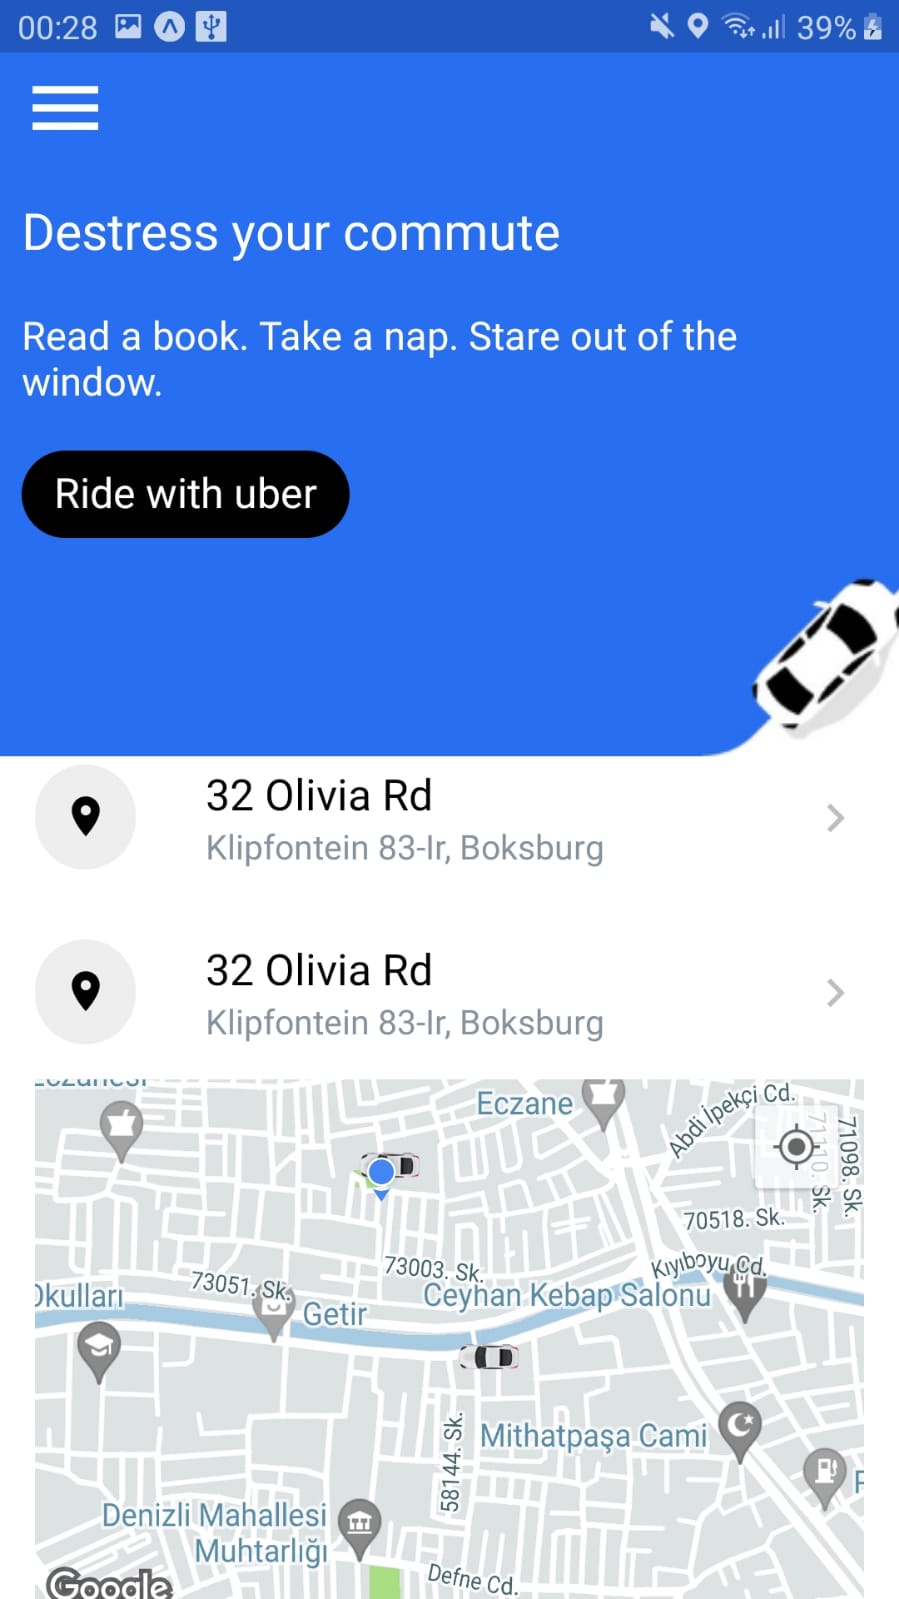 00:28
39%
Destress your commute
Read a book. Take a nap. Stare out of the
window.
Ride with uber
32 Olivia Rd
Klipfontein 83-Ir, Boksburg
32 Olivia Rd
Klipfontein 83-Ir, Boksburg
Eczanesi
Eczane
Abdi İpekçi Cd.
71110. Sk.
71098. Sk.
70518. Sk.
73003. Sk.
Kıyıboyu Cd.
73051. Sk.
Okulları
Getir
Ceyhan Kebap Salonu
58144. Sk.
Mithatpaşa Cami
Denizli Mahallesi
Muhtarlığı
Defne Cd.
Google